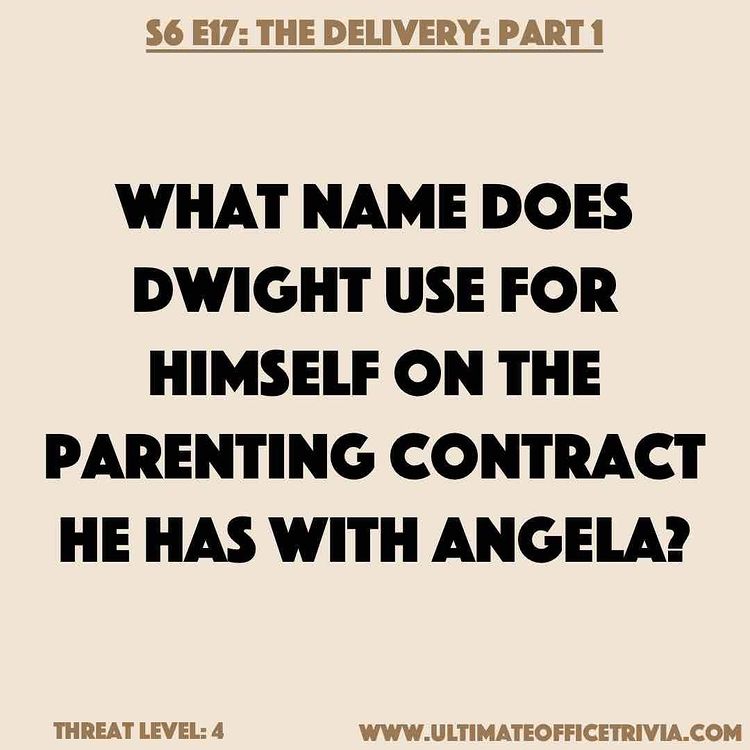 S6 E17: THE DELIVERY: PART 1
WHAT NAME DOES
DWIGHT USE FOR
HIMSELF ON THE
PARENTING CONTRACT
HE HAS WITH ANGELA?
THREAT LEVEL: 4
WWW.ULTIMATEOFFICETRIVIA.COM